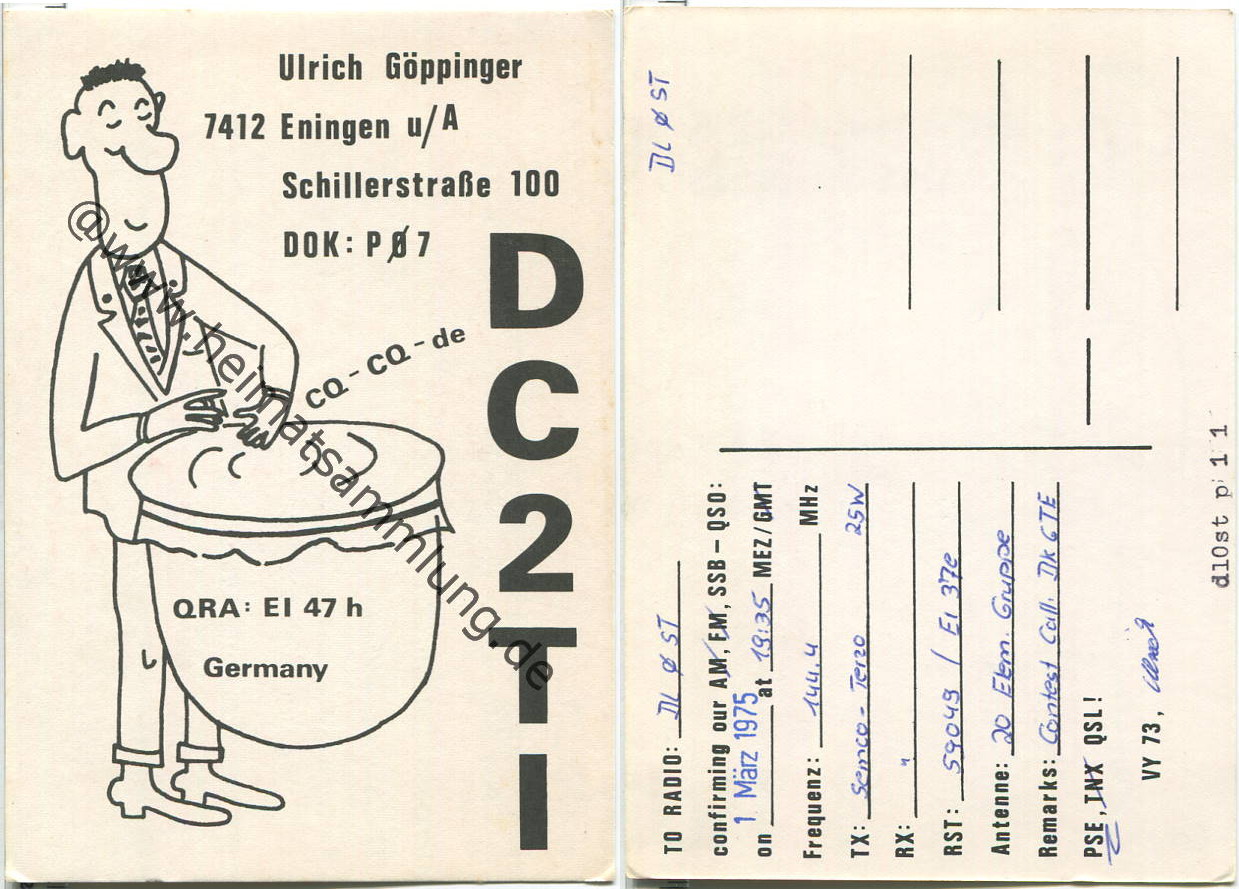 Ulrich Göppinger
7412 Eningen u/A
Schillerstraße 100
DOK: PØ7
CQ - CQ - de
DC2TI
QRA: EI 47 h
Germany
@www.heimatsammlung.de
DL Ø ST
TO RADIO: DL Ø ST
confirming our AM, FM, SSB – QSO:
on 1. März 1975 at 19:35 MEZ/GMT
Frequenz: 144.4 MHz
TX: Semco - Terzo 25W
RX: "
RST: 59049 / EI 37e
Antenne: 20 Elem. Gruppe
Remarks: Contest Call: DK6TE
PSE, TNX QSL!
VY 73, Ulrich
dl0st p 1 1